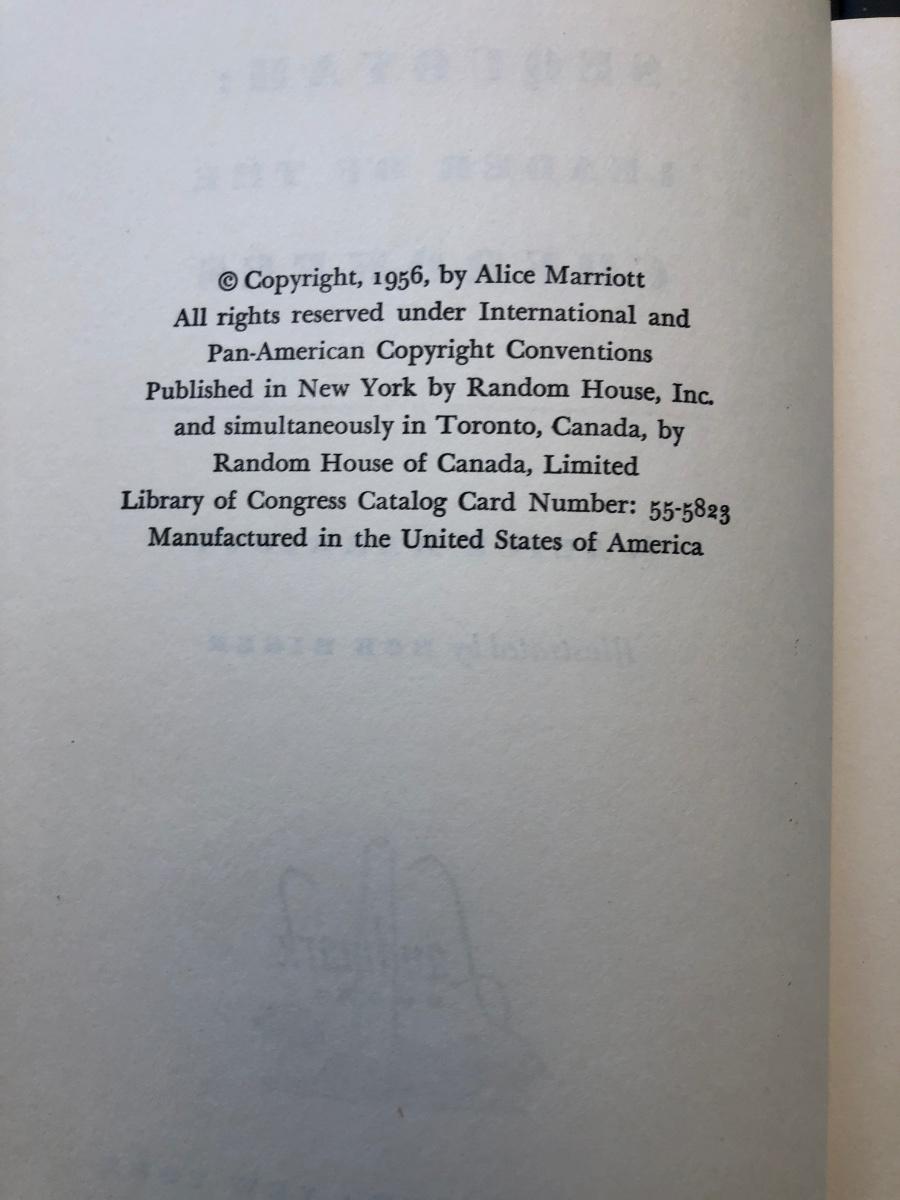 © Copyright, 1956, by Alice Marriott
All rights reserved under International and
Pan-American Copyright Conventions
Published in New York by Random House, Inc.
and simultaneously in Toronto, Canada, by
Random House of Canada, Limited
Library of Congress Catalog Card Number: 55-5823
Manufactured in the United States of America